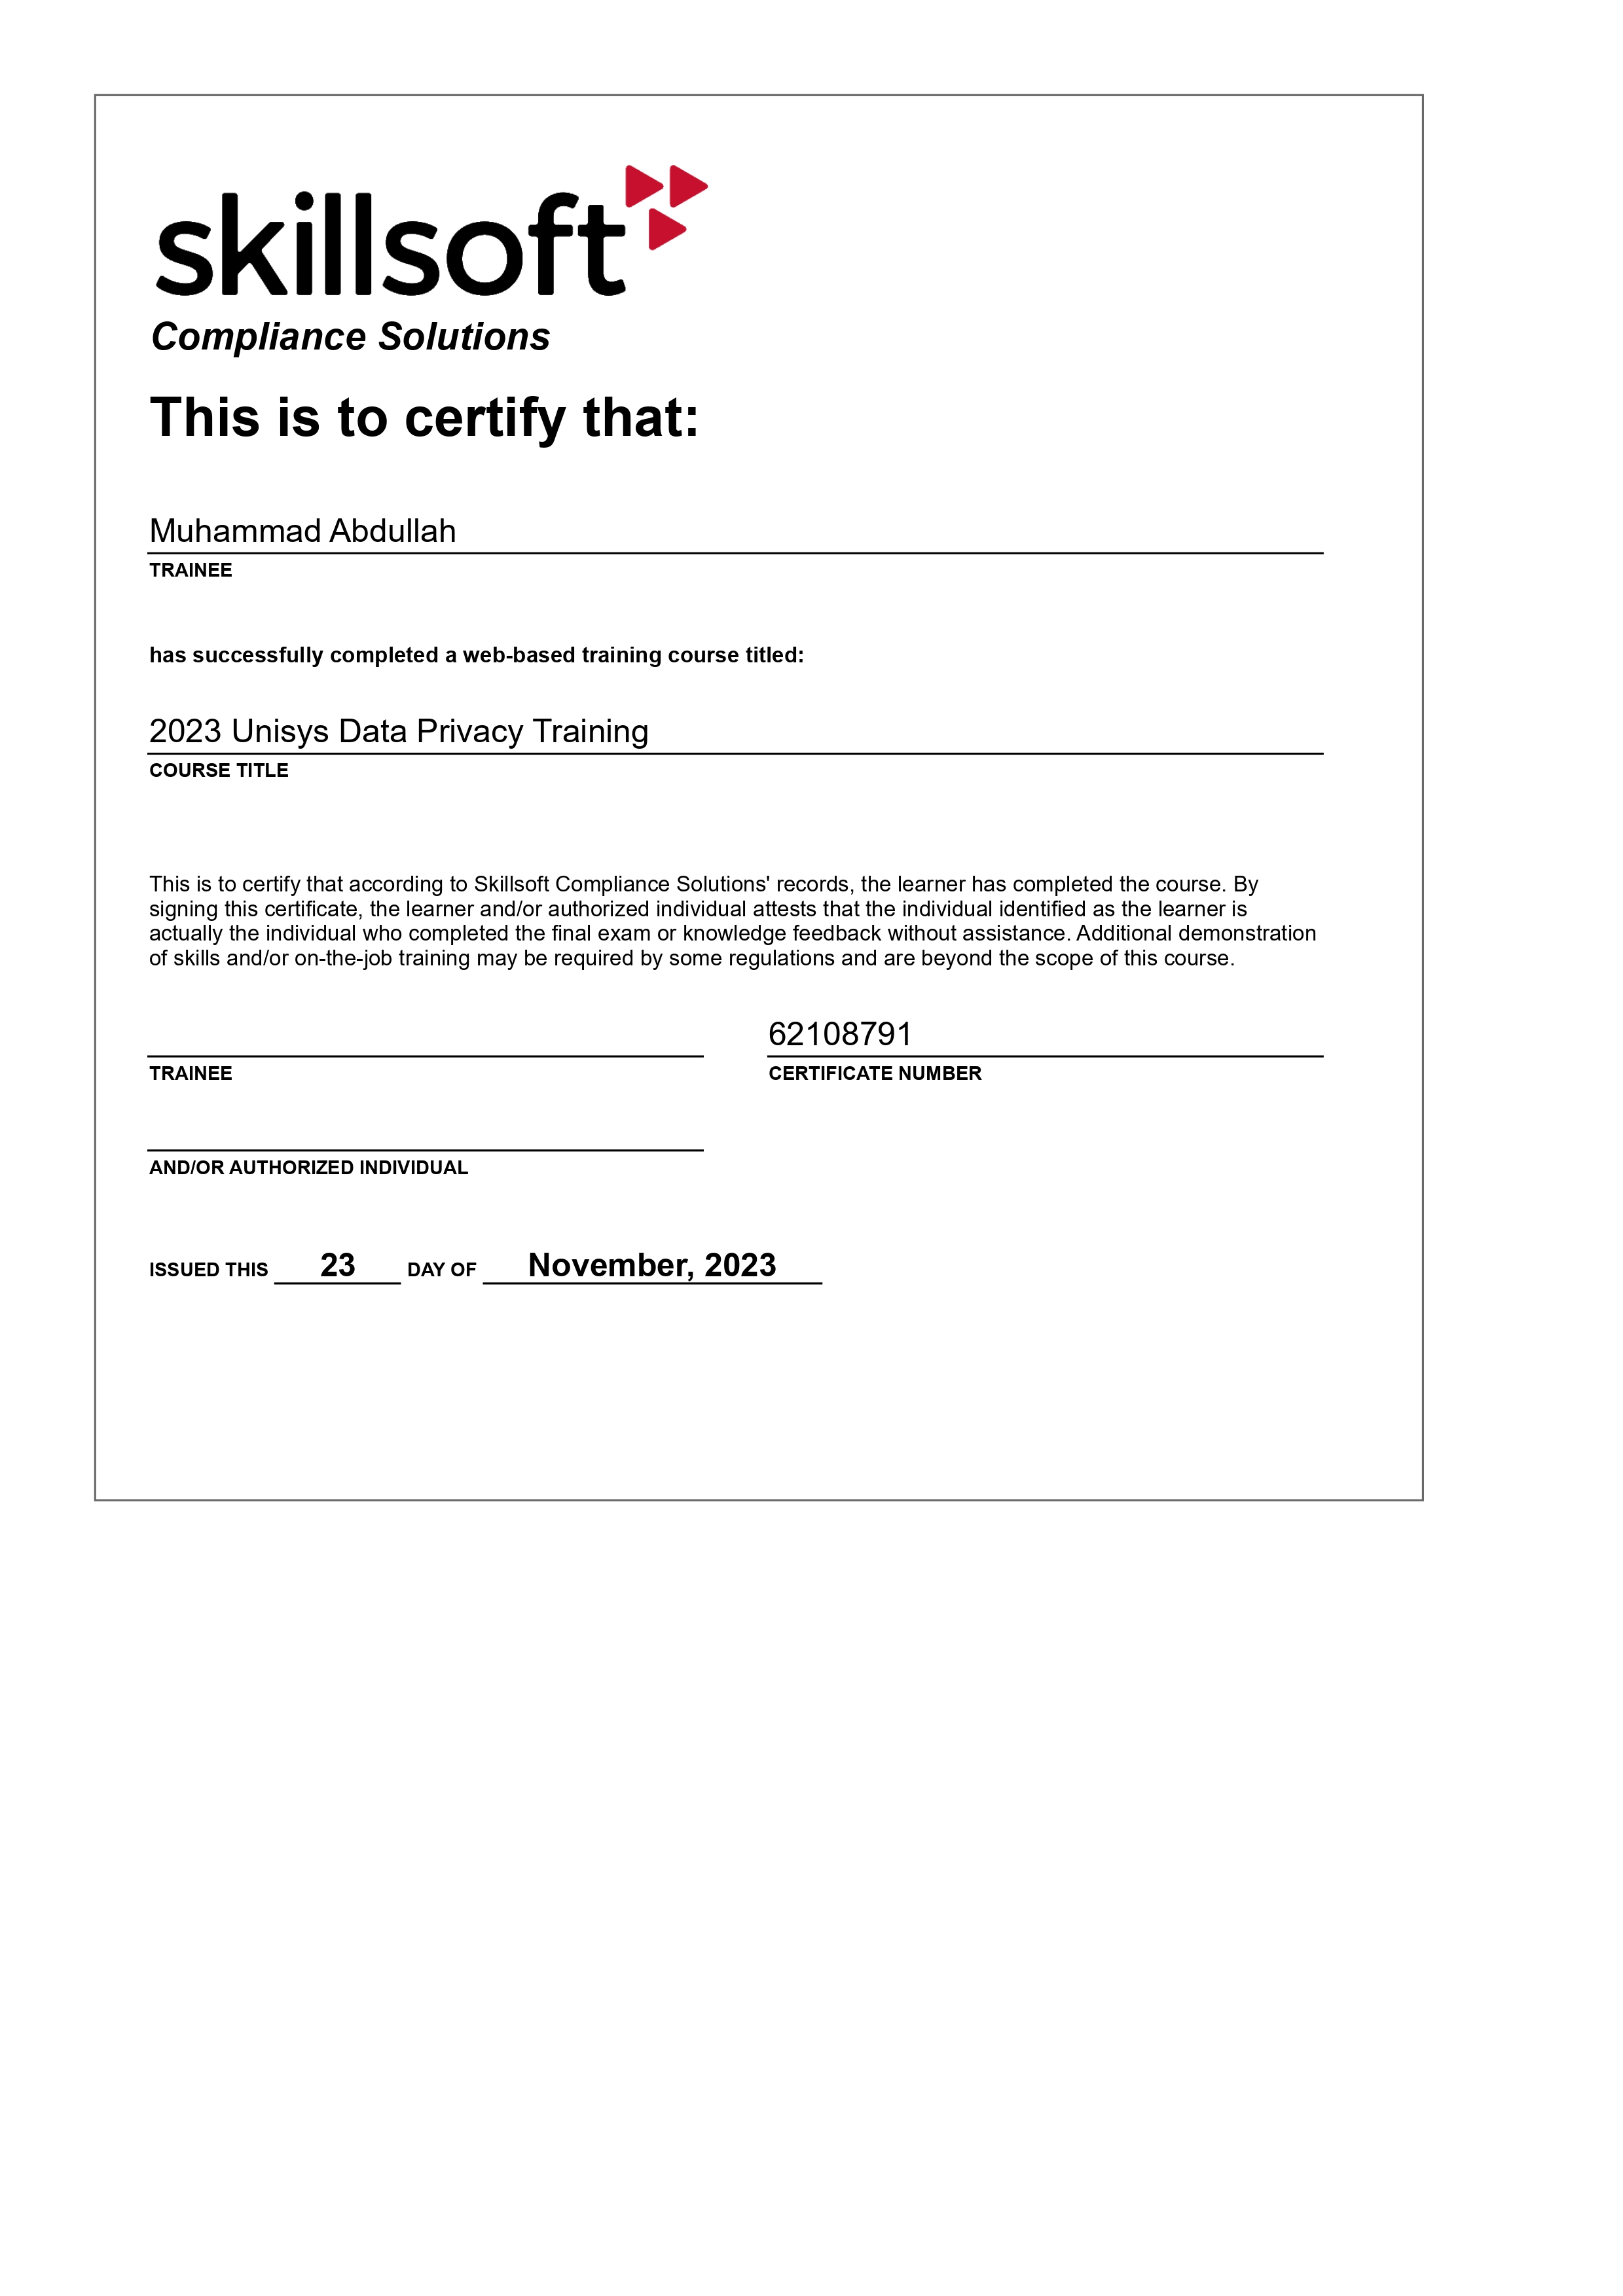 skillsoft
Compliance Solutions
This is to certify that:
Muhammad Abdullah
TRAINEE
has successfully completed a web-based training course titled:
2023 Unisys Data Privacy Training
COURSE TITLE
This is to certify that according to Skillsoft Compliance Solutions' records, the learner has completed the course. By
signing this certificate, the learner and/or authorized individual attests that the individual identified as the learner is
actually the individual who completed the final exam or knowledge feedback without assistance. Additional demonstration
of skills and/or on-the-job training may be required by some regulations and are beyond the scope of this course.
62108791
TRAINEE CERTIFICATE NUMBER
AND/OR AUTHORIZED INDIVIDUAL
ISSUED THIS 23 DAY OF November, 2023